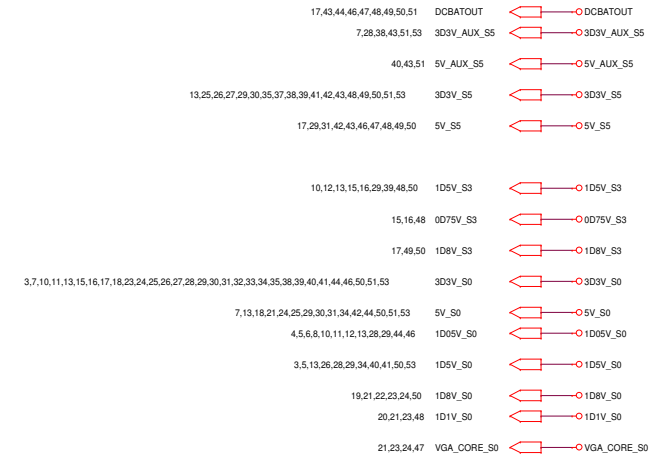 17,43,44,46,47,48,49,50,51 DCBATOUT DCBATOUT
7,28,38,43,51,53 3D3V_AUX_S5 3D3V_AUX_S5
40,43,51 5V_AUX_S5 5V_AUX_S5
13,25,26,27,29,30,35,37,38,39,41,42,43,48,49,50,51,53 3D3V_S5 3D3V_S5
17,29,31,42,43,46,47,48,49,50 5V_S5 5V_S5
10,12,13,15,16,29,39,48,50 1D5V_S3 1D5V_S3
15,16,48 0D75V_S3 0D75V_S3
17,49,50 1D8V_S3 1D8V_S3
3,7,10,11,13,15,16,17,18,23,24,25,26,27,28,29,30,31,32,33,34,35,38,39,40,41,44,46,50,51,53 3D3V_S0 3D3V_S0
7,13,18,21,24,25,29,30,31,34,42,44,50,51,53 5V_S0 5V_S0
4,5,6,8,10,11,12,13,28,29,44,46 1D05V_S0 1D05V_S0
3,5,13,26,28,29,34,40,41,50,53 1D5V_S0 1D5V_S0
19,21,22,23,24,50 1D8V_S0 1D8V_S0
20,21,23,48 1D1V_S0 1D1V_S0
21,23,24,47 VGA_CORE_S0 VGA_CORE_S0